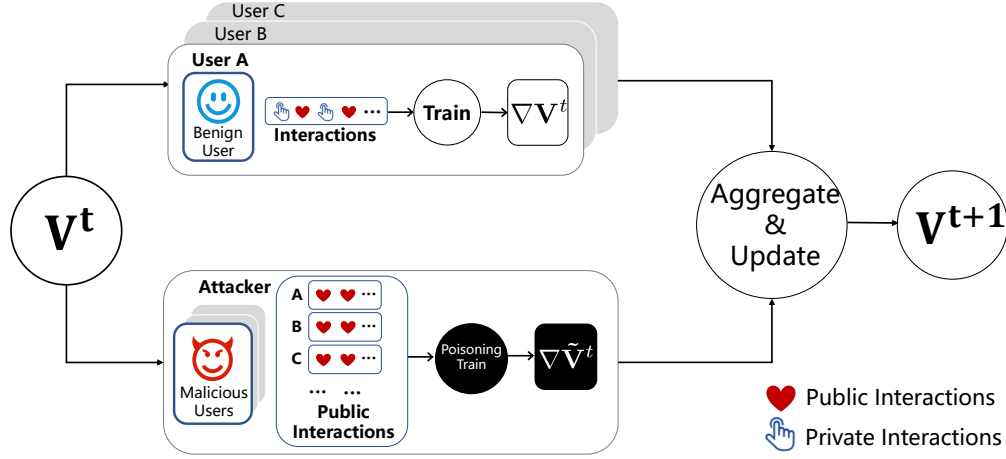 User C
User B
User A
Benign
User
Interactions
...
Train
∇V^t
V^t
Aggregate
&
Update
V^{t+1}
Attacker
Malicious
Users
A ...
B ...
C ...
... ...
Public
Interactions
Poisoning
Train
∇Ṽ^t
Public Interactions
Private Interactions